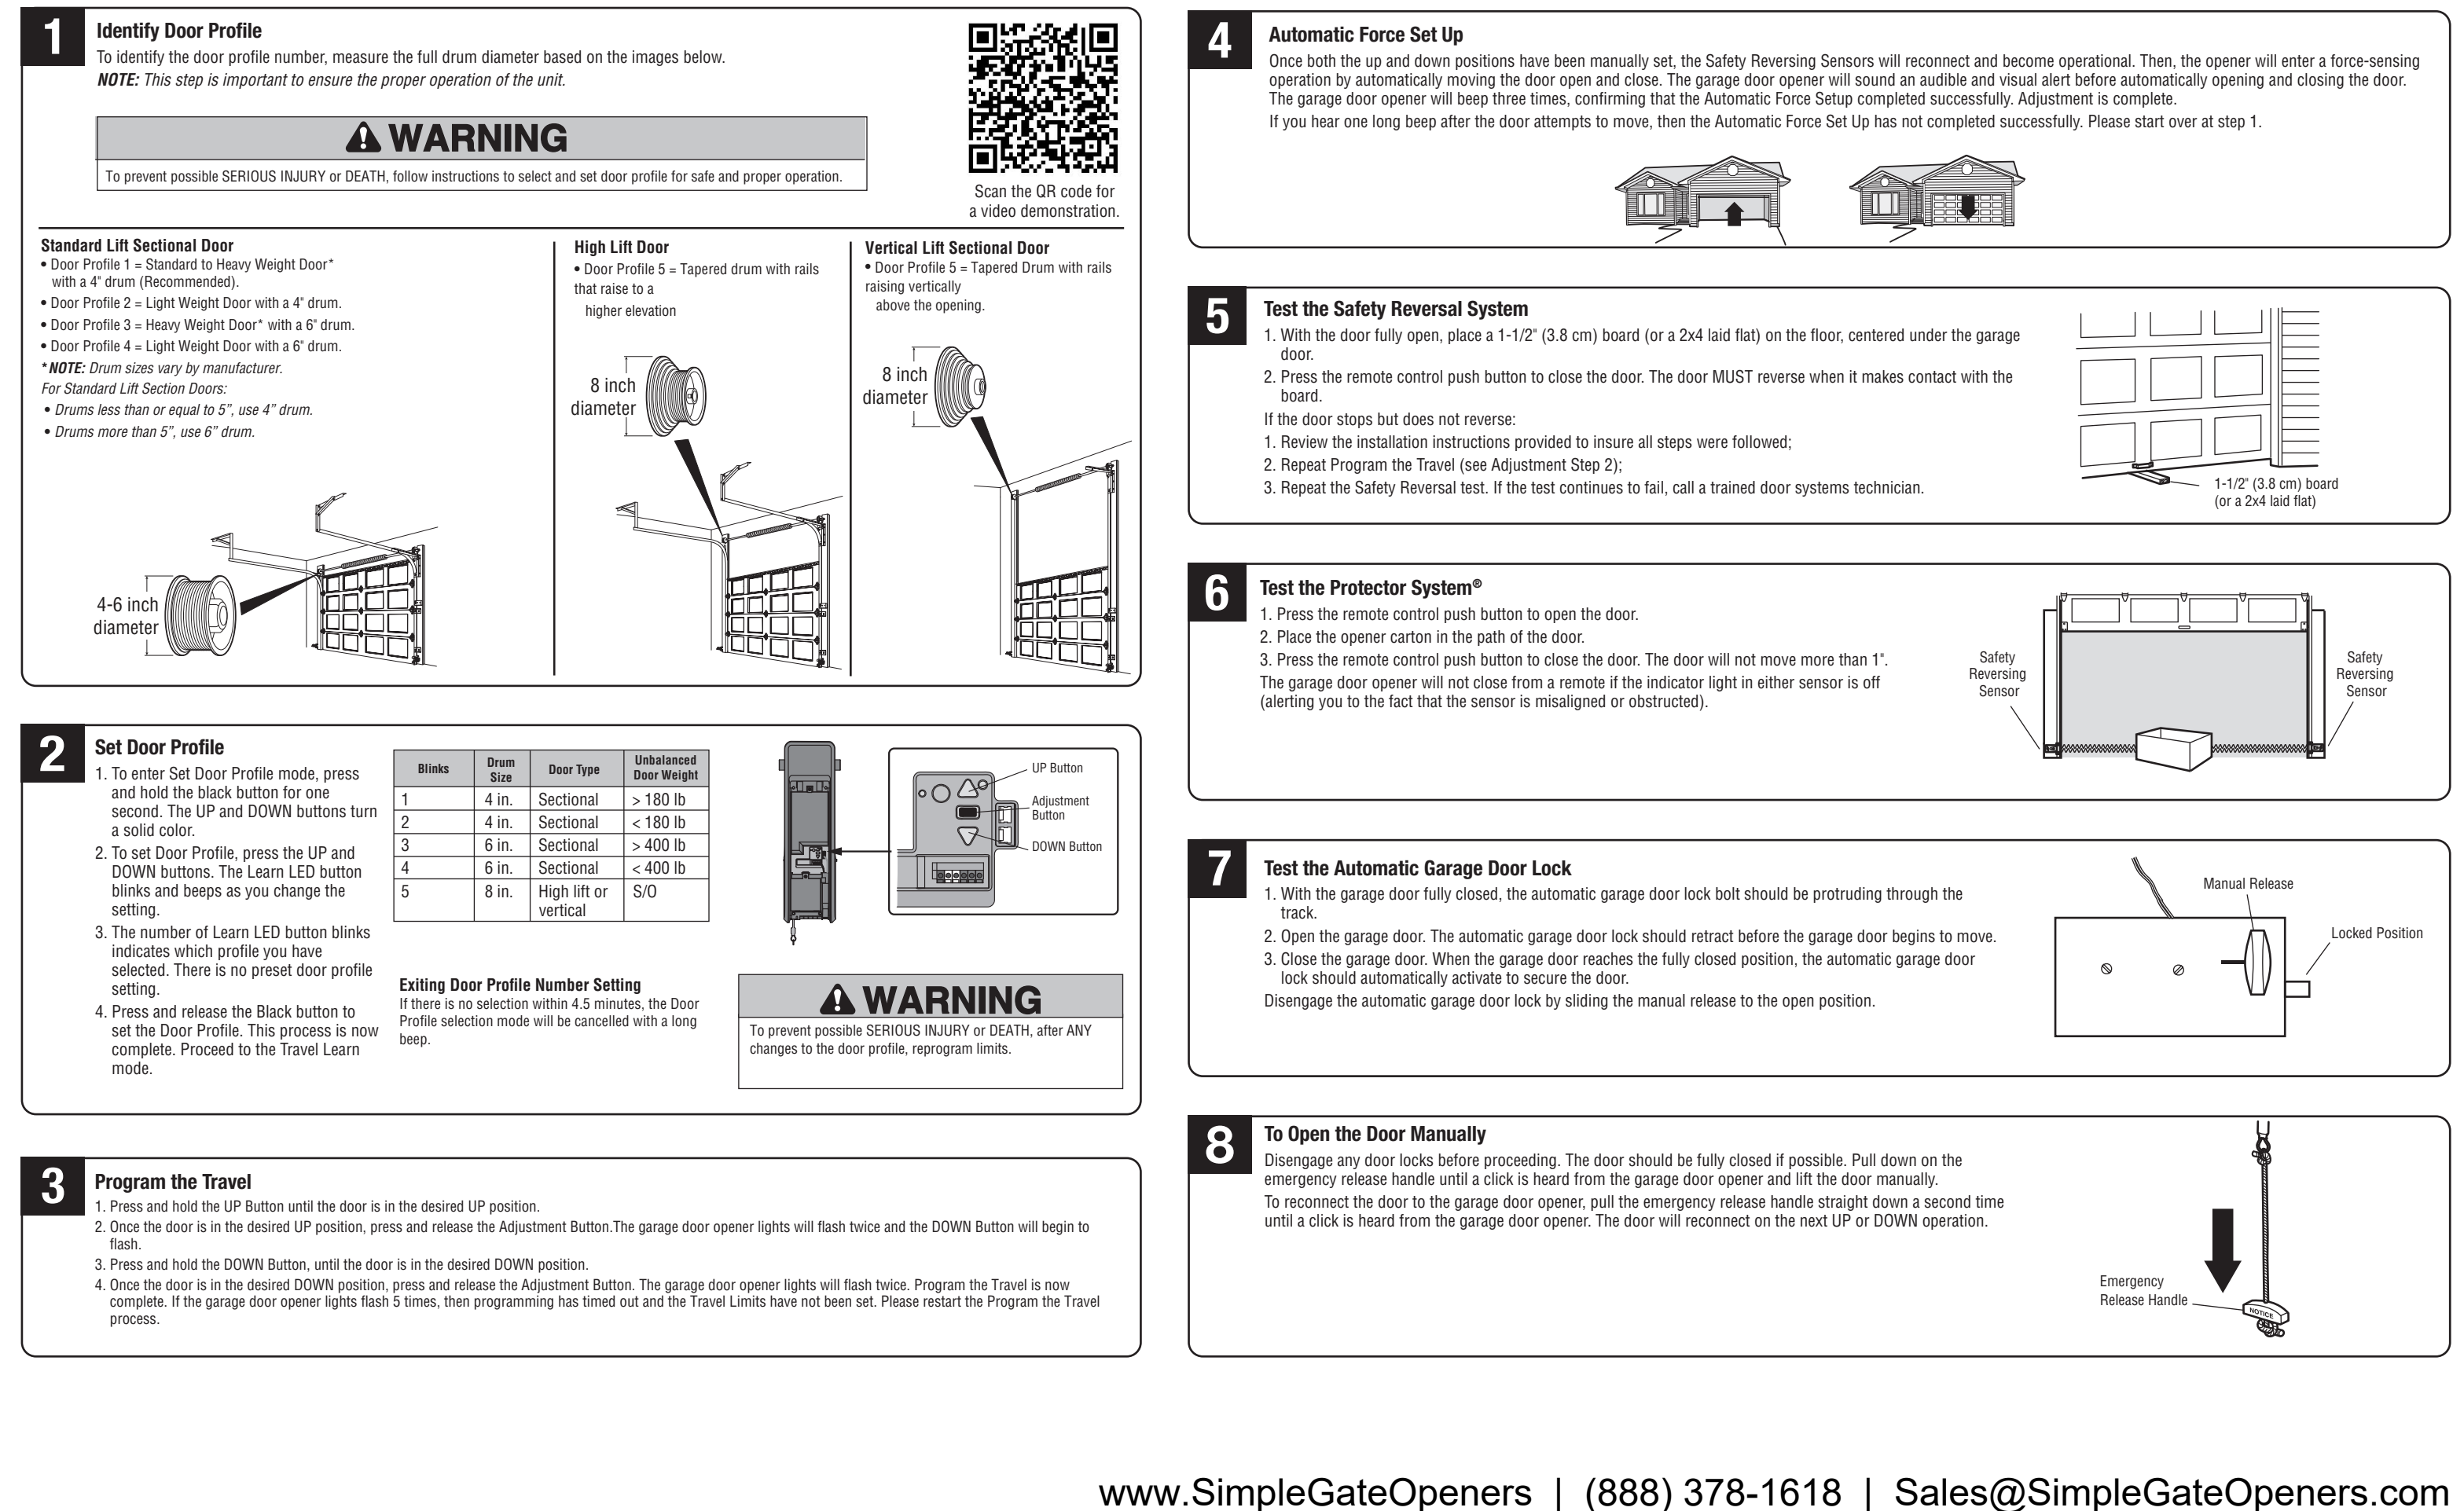 1
Identify Door Profile
To identify the door profile number, measure the full drum diameter based on the images below.
NOTE: This step is important to ensure the proper operation of the unit.
WARNING
To prevent possible SERIOUS INJURY or DEATH, follow instructions to select and set door profile for safe and proper operation.
Scan the QR code for
a video demonstration.
Standard Lift Sectional Door
• Door Profile 1 = Standard to Heavy Weight Door*
with a 4" drum (Recommended).
• Door Profile 2 = Light Weight Door with a 4" drum.
• Door Profile 3 = Heavy Weight Door* with a 6" drum.
• Door Profile 4 = Light Weight Door with a 6" drum.
*NOTE: Drum sizes vary by manufacturer.
For Standard Lift Section Doors:
• Drums less than or equal to 5”, use 4” drum.
• Drums more than 5”, use 6” drum.
4-6 inch
diameter
High Lift Door
• Door Profile 5 = Tapered drum with rails
that raise to a
higher elevation
8 inch
diameter
Vertical Lift Sectional Door
• Door Profile 5 = Tapered Drum with rails
raising vertically
above the opening.
8 inch
diameter
2
Set Door Profile
1. To enter Set Door Profile mode, press
and hold the black button for one
second. The UP and DOWN buttons turn
a solid color.
2. To set Door Profile, press the UP and
DOWN buttons. The Learn LED button
blinks and beeps as you change the
setting.
3. The number of Learn LED button blinks
indicates which profile you have
selected. There is no preset door profile
setting.
4. Press and release the Black button to
set the Door Profile. This process is now
complete. Proceed to the Travel Learn
mode.
Blinks Drum Size Door Type Unbalanced Door Weight
1 4 in. Sectional > 180 lb
2 4 in. Sectional < 180 lb
3 6 in. Sectional > 400 lb
4 6 in. Sectional < 400 lb
5 8 in. High lift or vertical S/O
UP Button
Adjustment
Button
DOWN Button
Exiting Door Profile Number Setting
If there is no selection within 4.5 minutes, the Door
Profile selection mode will be cancelled with a long
beep.
WARNING
To prevent possible SERIOUS INJURY or DEATH, after ANY
changes to the door profile, reprogram limits.
3
Program the Travel
1. Press and hold the UP Button until the door is in the desired UP position.
2. Once the door is in the desired UP position, press and release the Adjustment Button.The garage door opener lights will flash twice and the DOWN Button will begin to
flash.
3. Press and hold the DOWN Button, until the door is in the desired DOWN position.
4. Once the door is in the desired DOWN position, press and release the Adjustment Button. The garage door opener lights will flash twice. Program the Travel is now
complete. If the garage door opener lights flash 5 times, then programming has timed out and the Travel Limits have not been set. Please restart the Program the Travel
process.
4
Automatic Force Set Up
Once both the up and down positions have been manually set, the Safety Reversing Sensors will reconnect and become operational. Then, the opener will enter a force-sensing
operation by automatically moving the door open and close. The garage door opener will sound an audible and visual alert before automatically opening and closing the door.
The garage door opener will beep three times, confirming that the Automatic Force Setup completed successfully. Adjustment is complete.
If you hear one long beep after the door attempts to move, then the Automatic Force Set Up has not completed successfully. Please start over at step 1.
5
Test the Safety Reversal System
1. With the door fully open, place a 1-1/2" (3.8 cm) board (or a 2x4 laid flat) on the floor, centered under the garage
door.
2. Press the remote control push button to close the door. The door MUST reverse when it makes contact with the
board.
If the door stops but does not reverse:
1. Review the installation instructions provided to insure all steps were followed;
2. Repeat Program the Travel (see Adjustment Step 2);
3. Repeat the Safety Reversal test. If the test continues to fail, call a trained door systems technician.
1-1/2" (3.8 cm) board
(or a 2x4 laid flat)
6
Test the Protector System®
1. Press the remote control push button to open the door.
2. Place the opener carton in the path of the door.
3. Press the remote control push button to close the door. The door will not move more than 1".
The garage door opener will not close from a remote if the indicator light in either sensor is off
(alerting you to the fact that the sensor is misaligned or obstructed).
Safety
Reversing
Sensor
Safety
Reversing
Sensor
7
Test the Automatic Garage Door Lock
1. With the garage door fully closed, the automatic garage door lock bolt should be protruding through the
track.
2. Open the garage door. The automatic garage door lock should retract before the garage door begins to move.
3. Close the garage door. When the garage door reaches the fully closed position, the automatic garage door
lock should automatically activate to secure the door.
Disengage the automatic garage door lock by sliding the manual release to the open position.
Manual Release
Locked Position
8
To Open the Door Manually
Disengage any door locks before proceeding. The door should be fully closed if possible. Pull down on the
emergency release handle until a click is heard from the garage door opener and lift the door manually.
To reconnect the door to the garage door opener, pull the emergency release handle straight down a second time
until a click is heard from the garage door opener. The door will reconnect on the next UP or DOWN operation.
Emergency
Release Handle
NOTICE
www.SimpleGateOpeners | (888) 378-1618 | Sales@SimpleGateOpeners.com